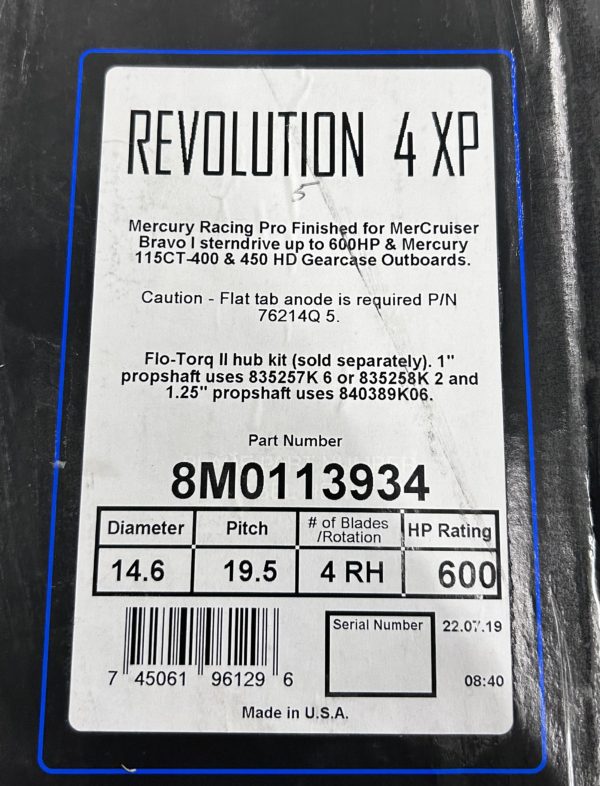 REVOLUTION 4 XP
5
Mercury Racing Pro Finished for MerCruiser
Bravo I sterndrive up to 600HP & Mercury
115CT-400 & 450 HD Gearcase Outboards.
Caution - Flat tab anode is required P/N
76214Q 5.
Flo-Torq II hub kit (sold separately). 1"
propshaft uses 835257K 6 or 835258K 2 and
1.25" propshaft uses 840389K06.
Part Number
8M0113934
Diameter Pitch # of Blades /Rotation HP Rating
14.6 19.5 4 RH 600
Serial Number 22.07.19
7 45061 96129 6 08:40
Made in U.S.A.